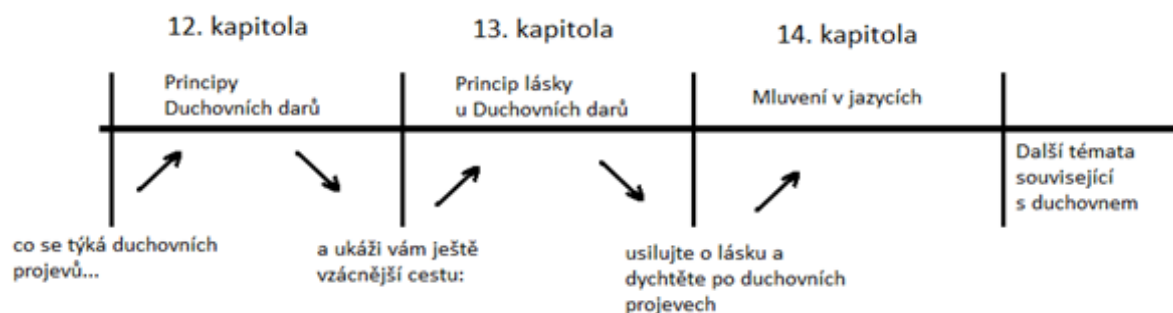 12. kapitola
13. kapitola
14. kapitola
Principy
Duchovních darů
Princip lásky
u Duchovních darů
Mluvení v jazycích
Další témata
související
s duchovnem
co se týká duchovních
projevů...
a ukáži vám ještě
vzácnější cestu:
usilujte o lásku a
dychtěte po duchovních
projevech